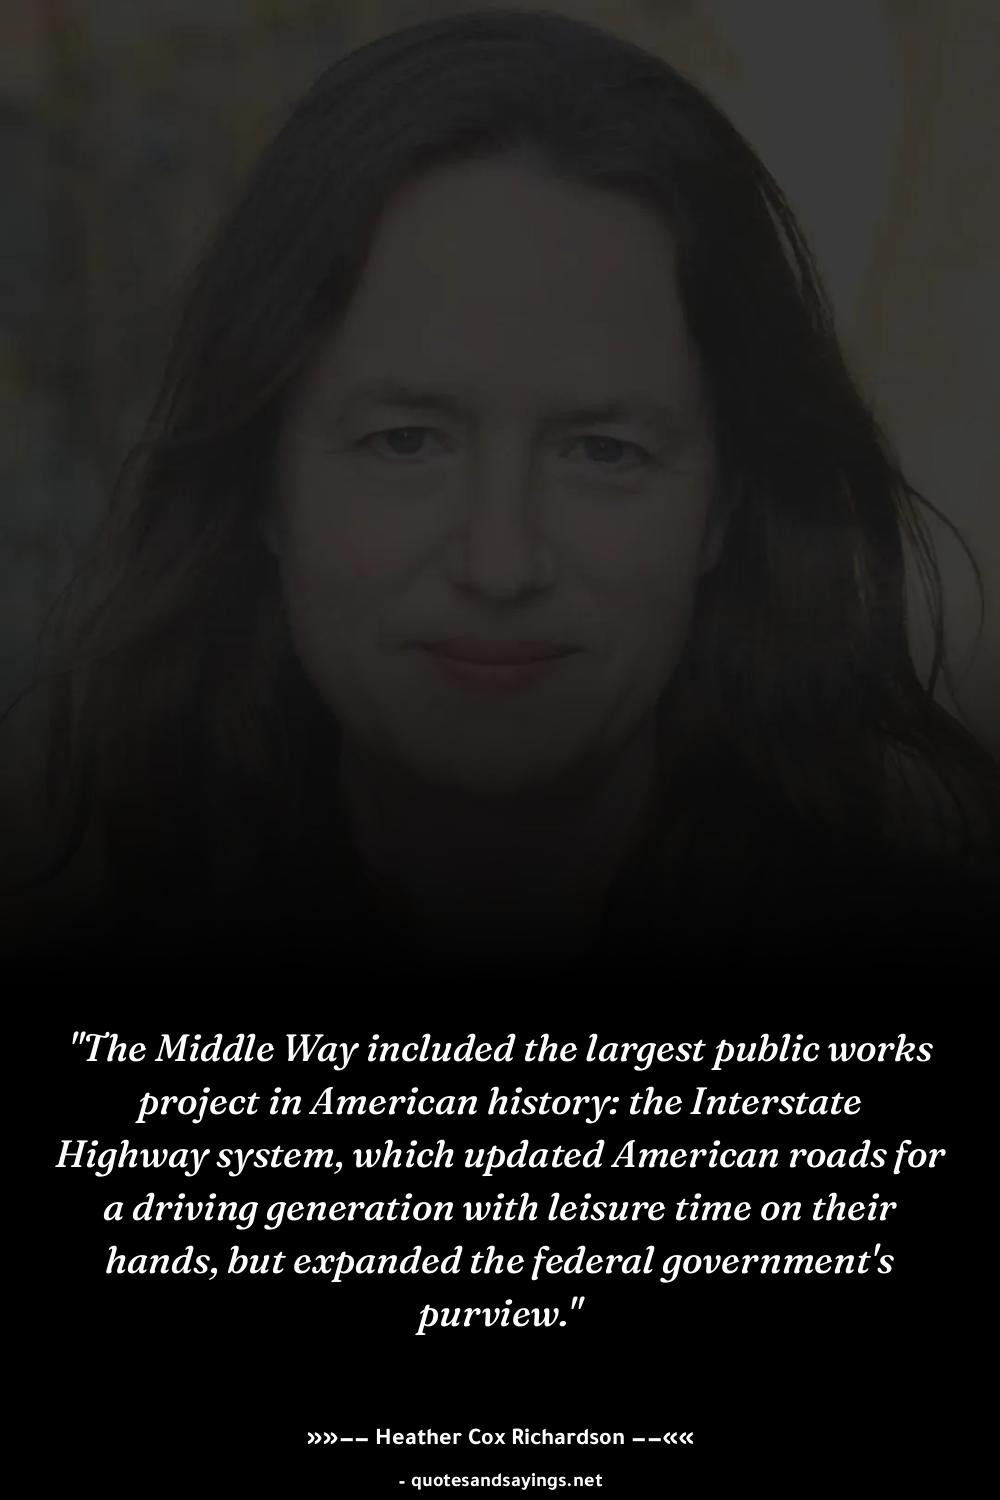 "The Middle Way included the largest public works
project in American history: the Interstate
Highway system, which updated American roads for
a driving generation with leisure time on their
hands, but expanded the federal government's
purview."
»»–– Heather Cox Richardson ––««
- quotesandsayings.net